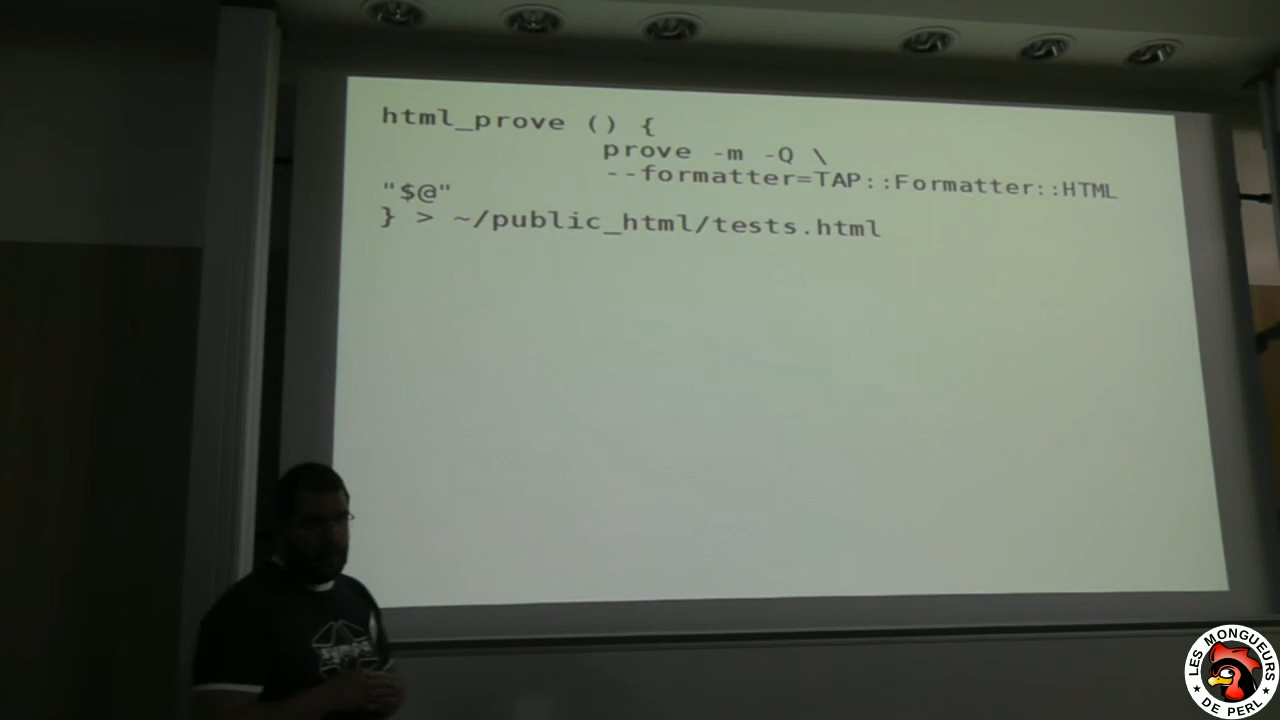 html_prove () {
prove -m -Q \
--formatter=TAP::Formatter::HTML
"$@"
} > ~/public_html/tests.html
LES MONGUEURS
DE PERL